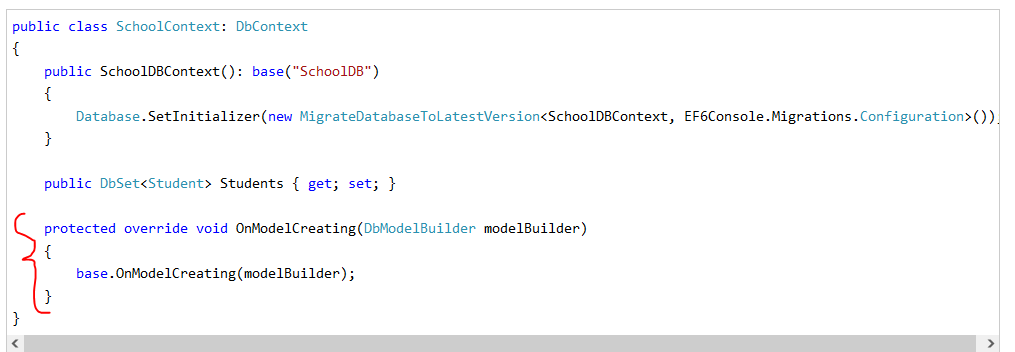 public class SchoolContext: DbContext
{
public SchoolDBContext(): base("SchoolDB")
{
Database.SetInitializer(new MigrateDatabaseToLatestVersion<SchoolDBContext, EF6Console.Migrations.Configuration>());
}
public DbSet<Student> Students { get; set; }
protected override void OnModelCreating(DbModelBuilder modelBuilder)
{
base.OnModelCreating(modelBuilder);
}
}